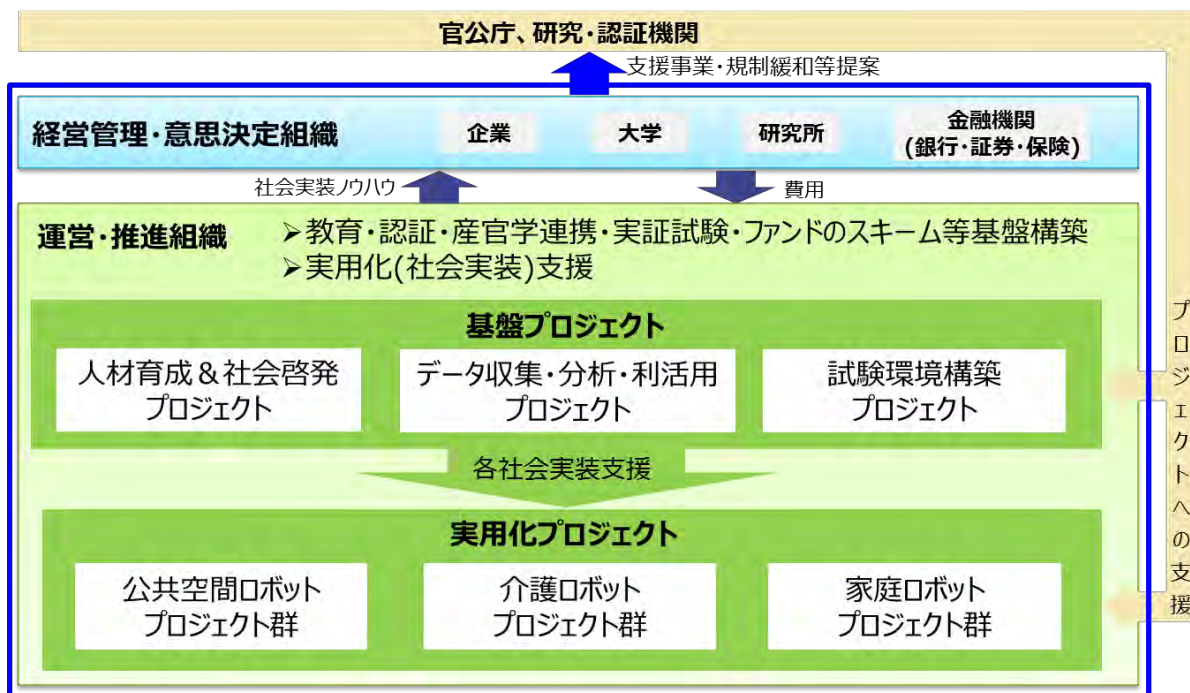 官公庁、研究・認証機関
支援事業・規制緩和等提案
経営管理・意思決定組織
企業
大学
研究所
金融機関
(銀行・証券・保険)
社会実装ノウハウ
費用
運営・推進組織
➢教育・認証・産官学連携・実証試験・ファンドのスキーム等基盤構築
➢実用化(社会実装)支援
基盤プロジェクト
人材育成&社会啓発
プロジェクト
データ収集・分析・利活用
プロジェクト
試験環境構築
プロジェクト
各社会実装支援
実用化プロジェクト
公共空間ロボット
プロジェクト群
介護ロボット
プロジェクト群
家庭ロボット
プロジェクト群
プロジェクトへの支援